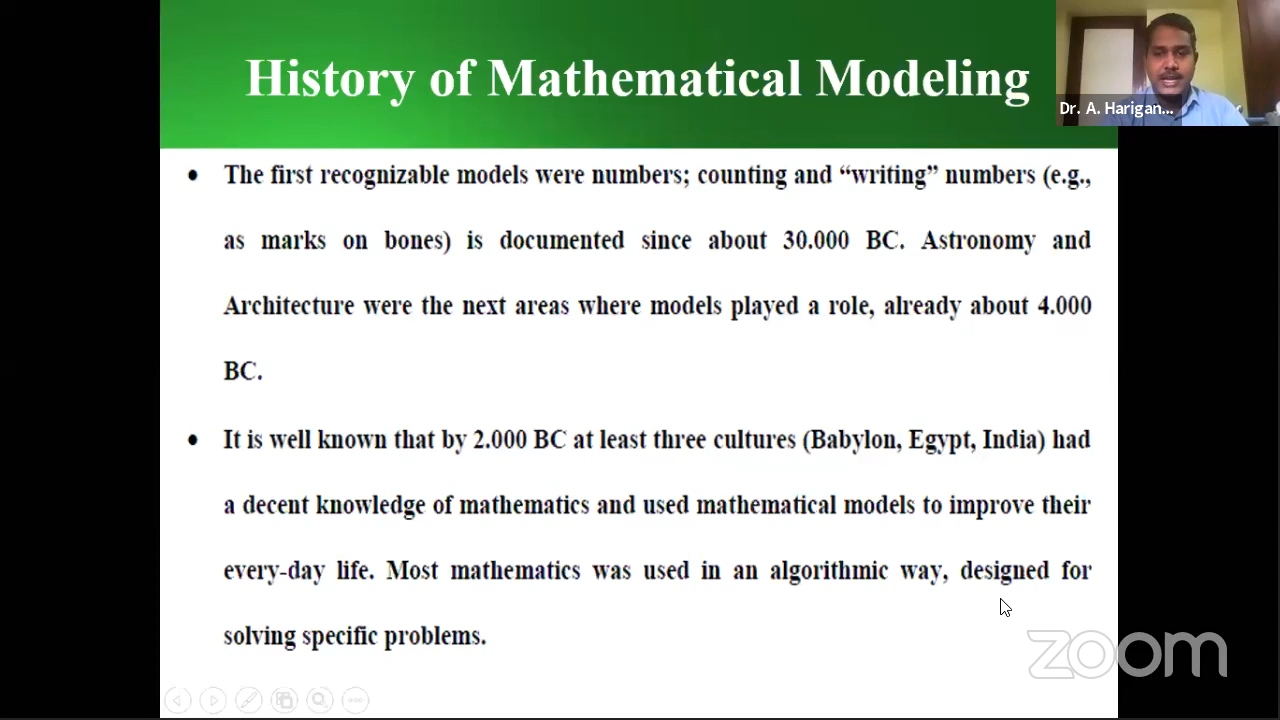 History of Mathematical Modeling
Dr. A. Harigan...
• The first recognizable models were numbers; counting and “writing” numbers (e.g.,
as marks on bones) is documented since about 30.000 BC. Astronomy and
Architecture were the next areas where models played a role, already about 4.000
BC.
• It is well known that by 2.000 BC at least three cultures (Babylon, Egypt, India) had
a decent knowledge of mathematics and used mathematical models to improve their
every-day life. Most mathematics was used in an algorithmic way, designed for
solving specific problems.
zoom